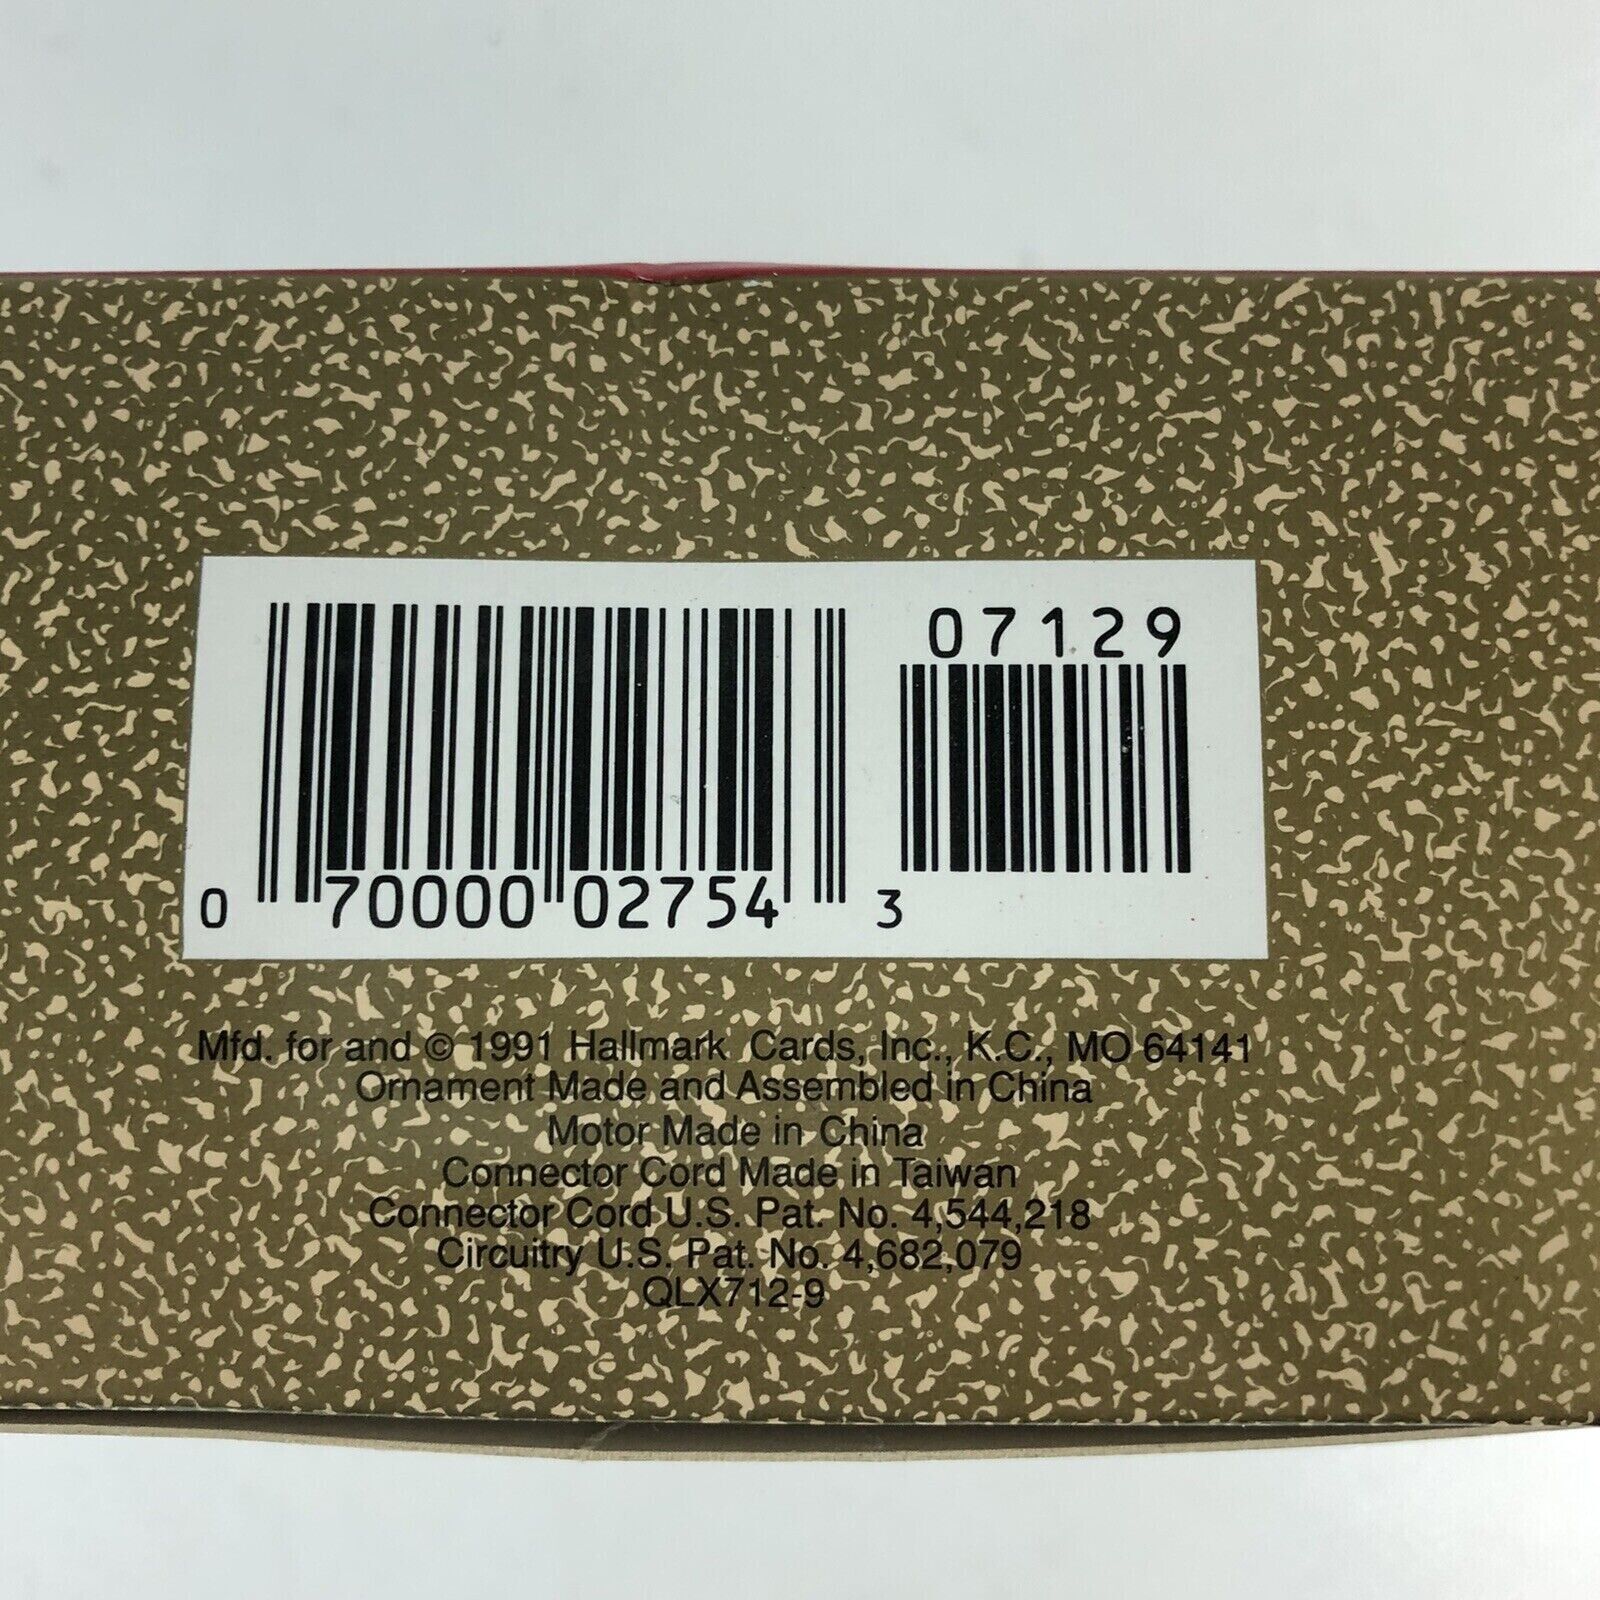 07129
0 70000 02754 3
Mfd. for and © 1991 Hallmark Cards, Inc., K.C., MO 64141
Ornament Made and Assembled in China
Motor Made in China
Connector Cord Made in Taiwan
Connector Cord U.S. Pat. No. 4,544,218
Circuitry U.S. Pat. No. 4,682,079
QLX712-9